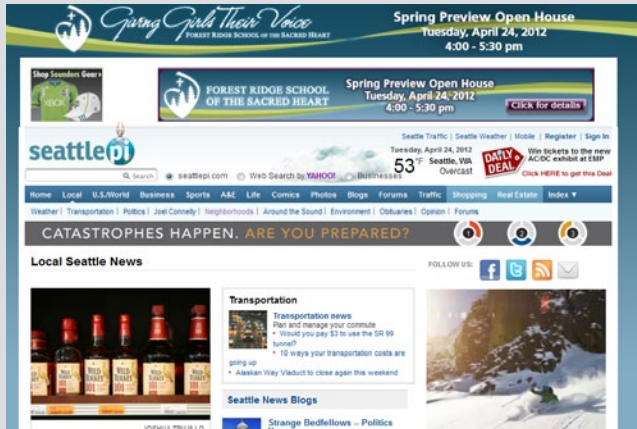 Giving Girls Their Voice
FOREST RIDGE SCHOOL OF THE SACRED HEART
Spring Preview Open House
Tuesday, April 24, 2012
4:00 - 5:30 pm
Shop Sounders Gear
XBOX
FOREST RIDGE SCHOOL
OF THE SACRED HEART
Spring Preview Open House
Tuesday, April 24, 2012
4:00 - 5:30 pm
Click for details
Seattle Traffic | Seattle Weather | Mobile | Register | Sign In
seattlepi
Tuesday, April 24, 2012
53°F Seattle, WA
Overcast
DAILY DEAL
Win tickets to the new
AC/DC exhibit at EMP
Click HERE to get this Deal
Search seattlepi.com Web Search by YAHOO! Businesses
Home Local U.S./World Business Sports A&E Life Comics Photos Blogs Forums Traffic Shopping Real Estate Index ▼
Weather | Transportation | Politics | Joel Connelly | Neighborhoods | Around the Sound | Environment | Obituaries | Opinion | Forums
CATASTROPHES HAPPEN. ARE YOU PREPARED? 1 2 3
Local Seattle News
FOLLOW US:
Transportation
Transportation news
Plan and manage your commute
• Would you pay $3 to use the SR 99
tunnel?
• 10 ways your transportation costs are
going up
• Alaskan Way Viaduct to close again this weekend
WILD TURKEY 101
Seattle News Blogs
Strange Bedfellows – Politics
JOSHUA TRUJILLO